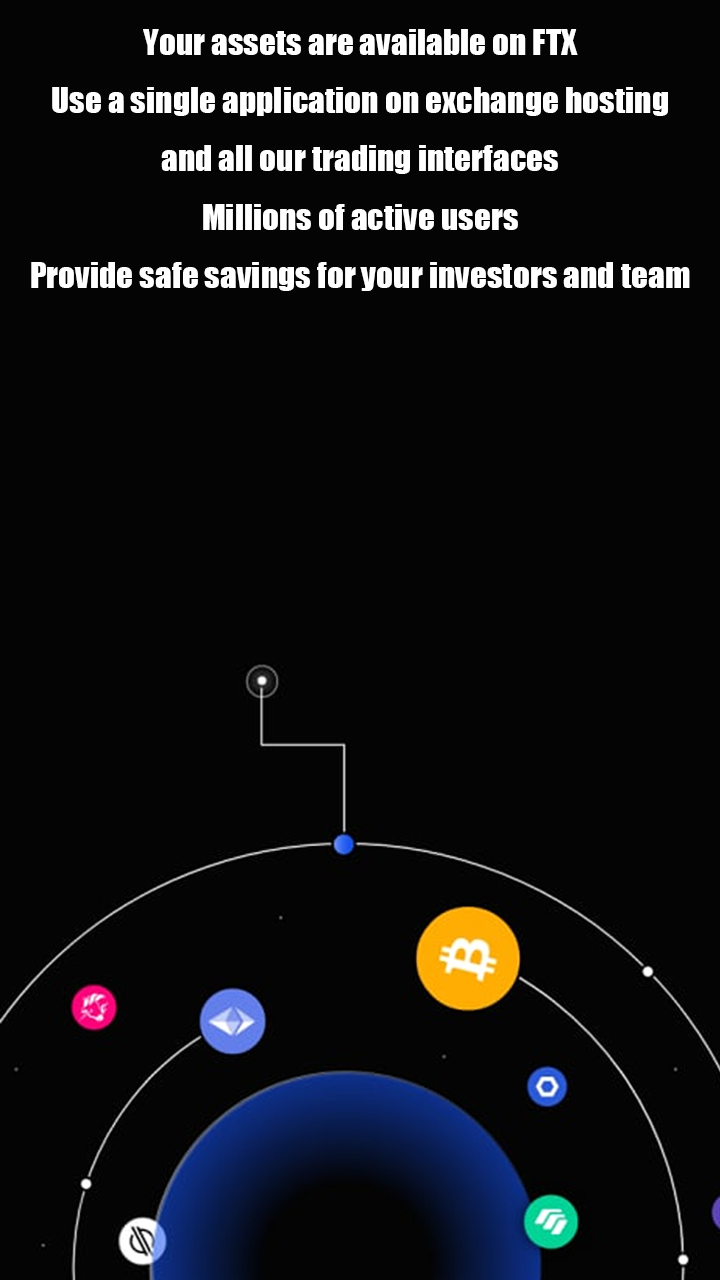 Your assets are available on FTX
Use a single application on exchange hosting
and all our trading interfaces
Millions of active users
Provide safe savings for your investors and team